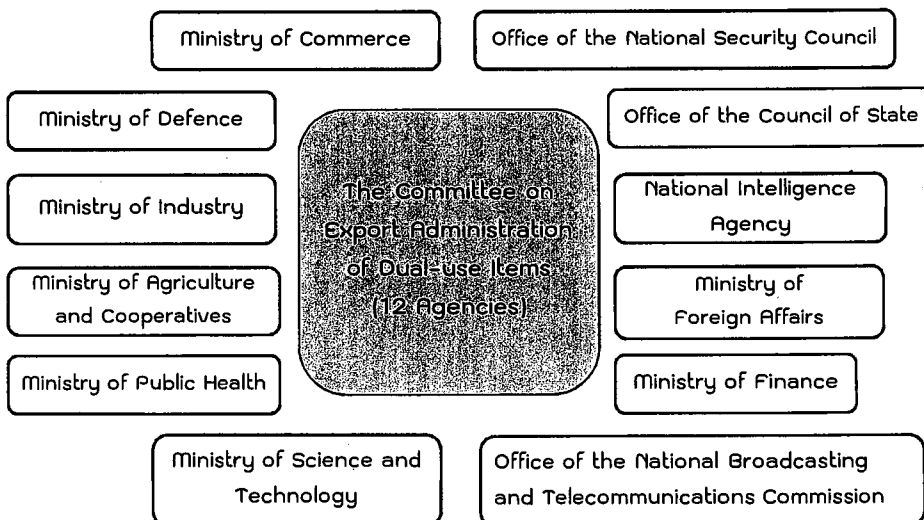 Ministry of Commerce
Office of the National Security Council
Ministry of Defence
Office of the Council of State
The Committee on
Export Administration
of Dual-use Items
(12 Agencies)
Ministry of Industry
National Intelligence
Agency
Ministry of Agriculture
and Cooperatives
Ministry of
Foreign Affairs
Ministry of Public Health
Ministry of Finance
Ministry of Science and
Technology
Office of the National Broadcasting
and Telecommunications Commission